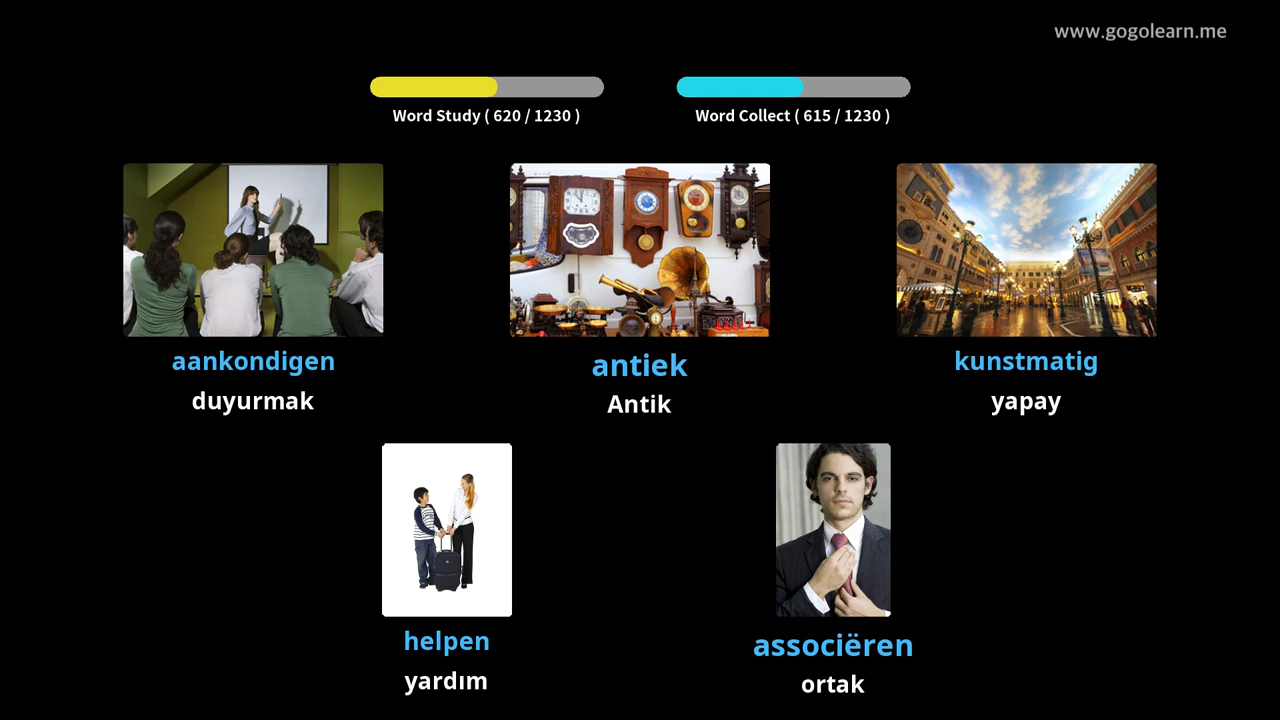 www.gogolearn.me
Word Study ( 620 / 1230 )
Word Collect ( 615 / 1230 )
aankondigen
duyurmak
antiek
Antik
kunstmatig
yapay
helpen
yardım
associëren
ortak